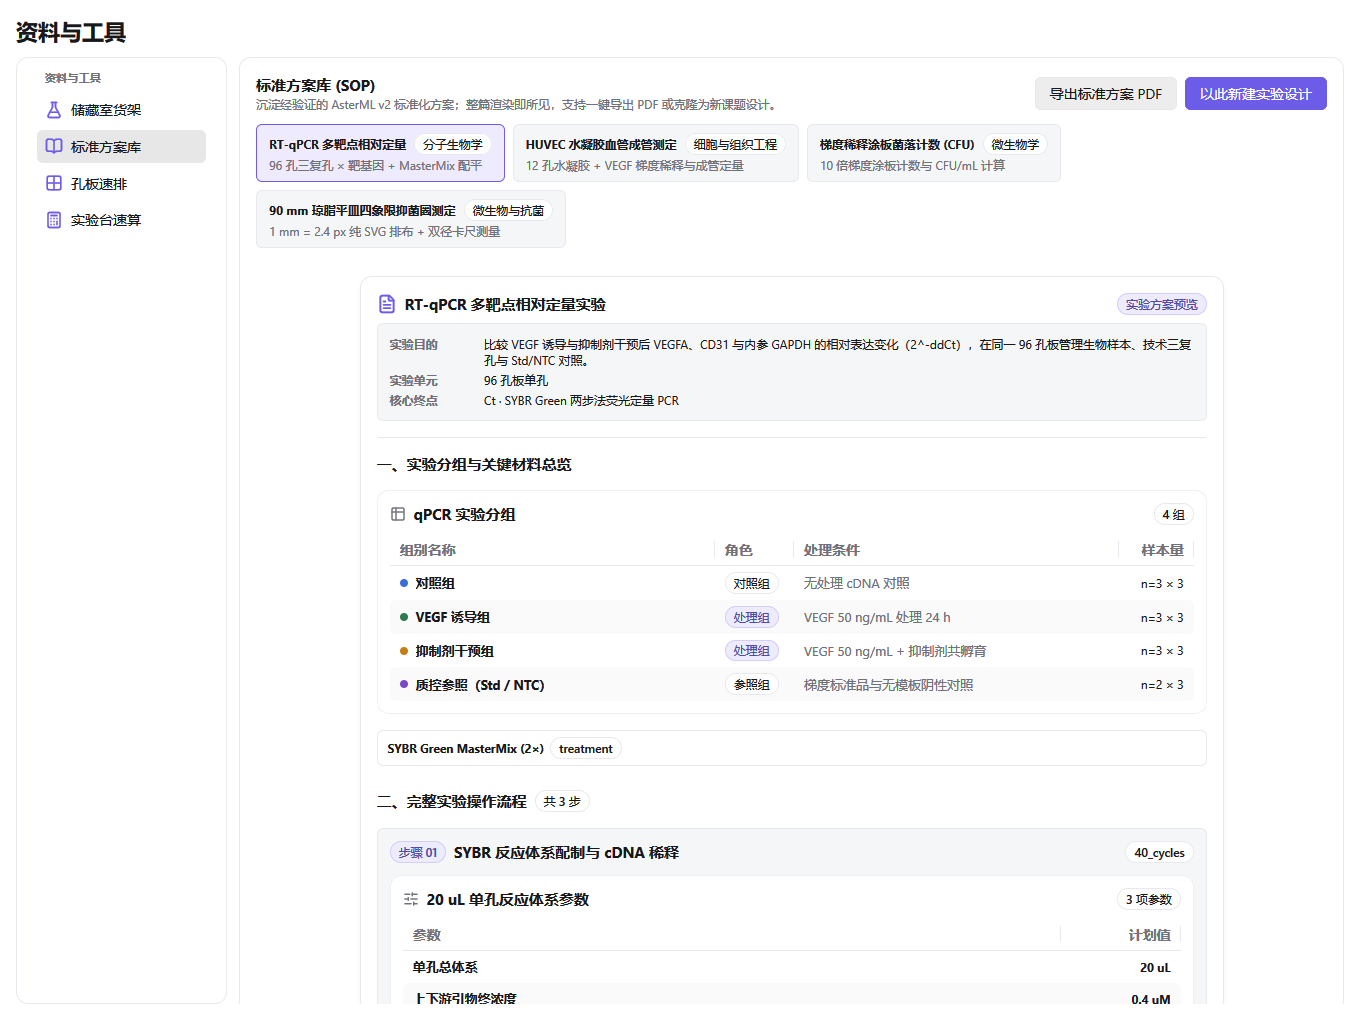 资料与工具
资料与工具
储藏室货架
标准方案库
孔板速排
实验台速算
标准方案库 (SOP)
沉淀经验证的 AsterML v2 标准化方案；整篇渲染即所见，支持一键导出 PDF 或克隆为新课题设计。
导出标准方案 PDF
以此新建实验设计
RT-qPCR 多靶点相对定量 分子生物学
96 孔三复孔 × 靶基因 + MasterMix 配平
HUVEC 水凝胶血管成管测定 细胞与组织工程
12 孔水凝胶 + VEGF 梯度稀释与成管定量
梯度稀释涂板菌落计数 (CFU) 微生物学
10 倍梯度涂板计数与 CFU/mL 计算
90 mm 琼脂平皿四象限抑菌圆测定 微生物与抗菌
1 mm = 2.4 px 纯 SVG 排布 + 双径卡尺测量
RT-qPCR 多靶点相对定量实验
实验方案预览
实验目的 比较 VEGF 诱导与抑制剂干预后 VEGFA、CD31 与内参 GAPDH 的相对表达变化（2^-ddCt），在同一 96 孔板管理生物样本、技术三复
孔与 Std/NTC 对照。
实验单元 96 孔板单孔
核心终点 Ct · SYBR Green 两步法荧光定量 PCR
一、实验分组与关键材料总览
qPCR 实验分组 4 组
组别名称 角色 处理条件 样本量
对照组 对照组 无处理 cDNA 对照 n=3 × 3
VEGF 诱导组 处理组 VEGF 50 ng/mL 处理 24 h n=3 × 3
抑制剂干预组 处理组 VEGF 50 ng/mL + 抑制剂共孵育 n=3 × 3
质控参照（Std / NTC） 参照组 梯度标准品与无模板阴性对照 n=2 × 3
SYBR Green MasterMix (2×) treatment
二、完整实验操作流程 共 3 步
步骤 01 SYBR 反应体系配制与 cDNA 稀释 40_cycles
20 uL 单孔反应体系参数 3 项参数
参数 计划值
单孔总体系 20 uL
上下游引物终浓度 0.4 uM